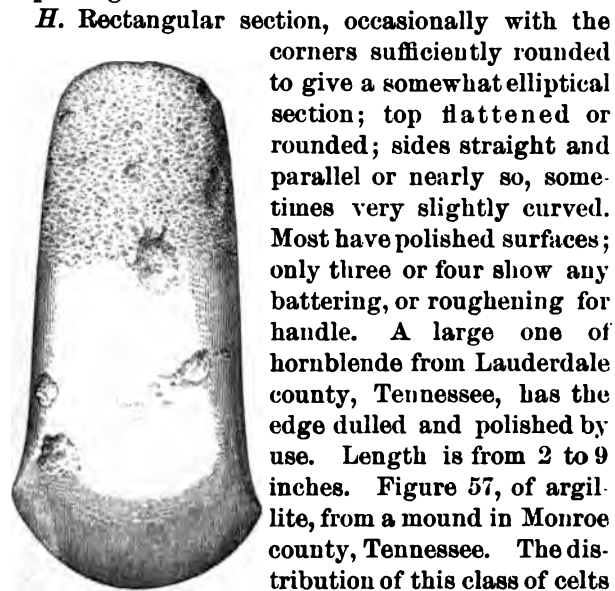 H. Rectangular section, occasionally with the
corners sufficiently rounded
to give a somewhat elliptical
section; top flattened or
rounded; sides straight and
parallel or nearly so, some-
times very slightly curved.
Most have polished surfaces;
only three or four show any
battering, or roughening for
handle. A large one of
hornblende from Lauderdale
county, Tennessee, has the
edge dulled and polished by
use. Length is from 2 to 9
inches. Figure 57, of argil-
lite, from a mound in Monroe
county, Tennessee. The dis-
tribution of this class of celts